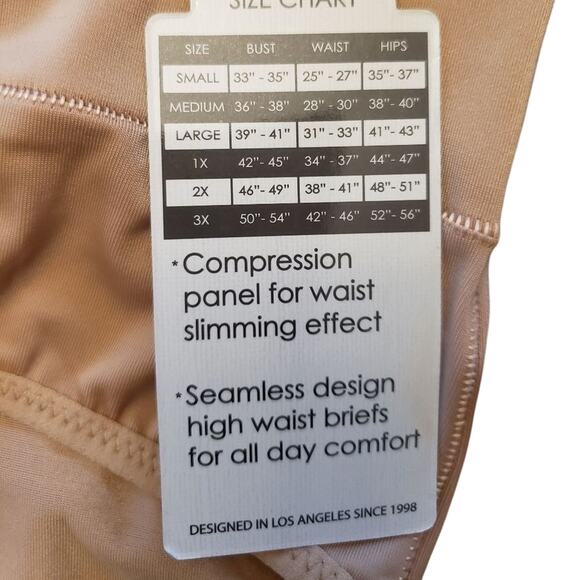 SIZE CHART
SIZE BUST WAIST HIPS
SMALL 33" - 35" 25" - 27" 35"- 37"
MEDIUM 36" - 38" 28" - 30" 38"- 40"
LARGE 39" - 41" 31" - 33" 41"- 43"
1X 42"- 45" 34" - 37" 44"- 47"
2X 46"- 49" 38" - 41" 48"- 51"
3X 50"- 54" 42" - 46" 52"- 56"
*Compression
panel for waist
slimming effect
*Seamless design
high waist briefs
for all day comfort
DESIGNED IN LOS ANGELES SINCE 1998